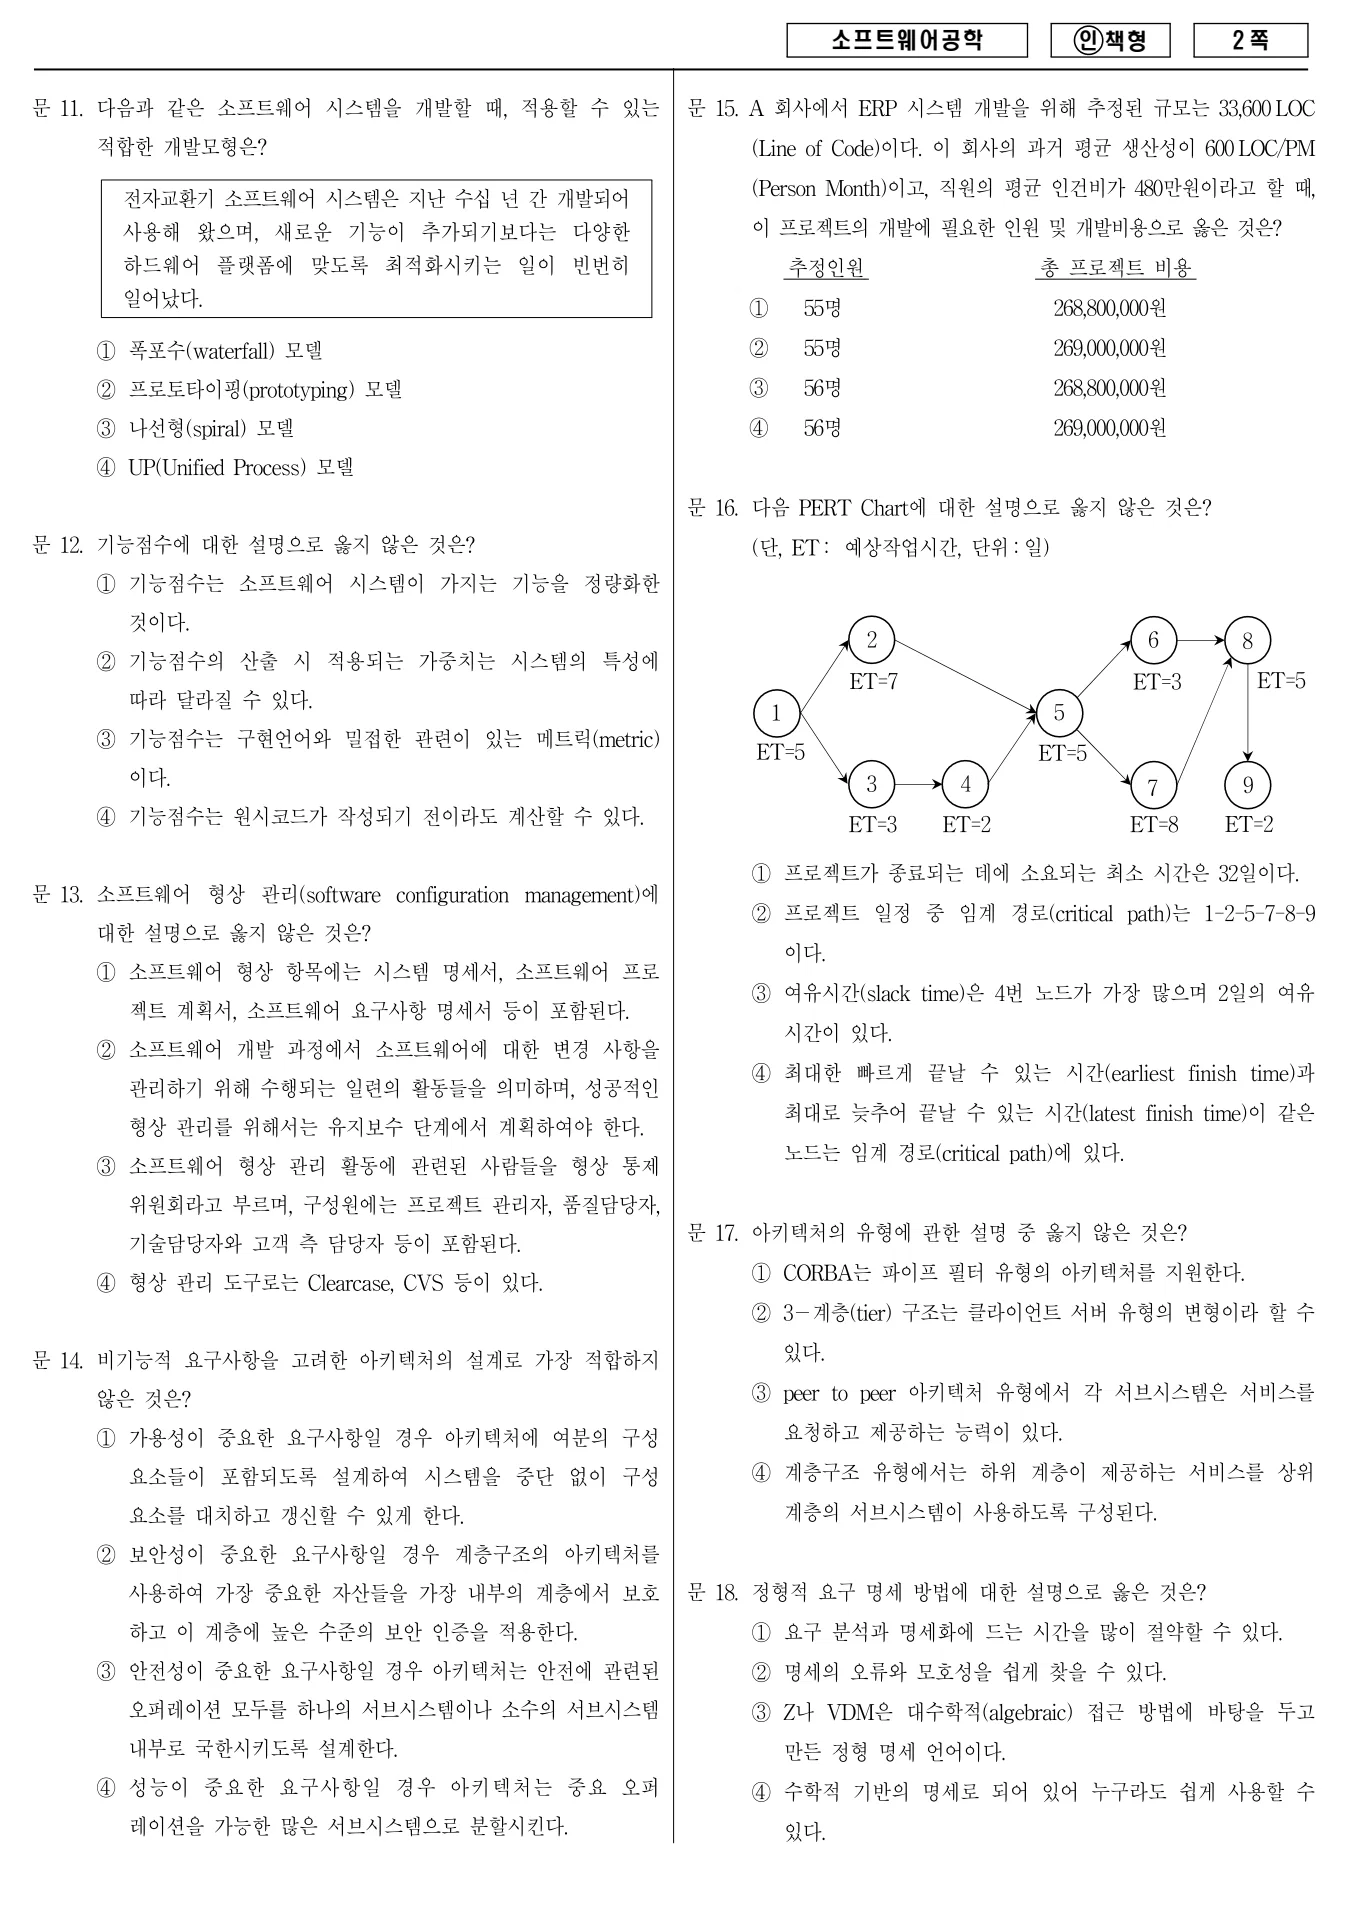 소프트웨어공학
인책형
2쪽
문 11. 다음과 같은 소프트웨어 시스템을 개발할 때, 적용할 수 있는
적합한 개발모형은?
전자교환기 소프트웨어 시스템은 지난 수십 년 간 개발되어
사용해 왔으며, 새로운 기능이 추가되기보다는 다양한
하드웨어 플랫폼에 맞도록 최적화시키는 일이 빈번히
일어났다.
① 폭포수(waterfall) 모델
② 프로토타이핑(prototyping) 모델
③ 나선형(spiral) 모델
④ UP(Unified Process) 모델
문 12. 기능점수에 대한 설명으로 옳지 않은 것은?
① 기능점수는 소프트웨어 시스템이 가지는 기능을 정량화한
것이다.
② 기능점수의 산출 시 적용되는 가중치는 시스템의 특성에
따라 달라질 수 있다.
③ 기능점수는 구현언어와 밀접한 관련이 있는 메트릭(metric)
이다.
④ 기능점수는 원시코드가 작성되기 전이라도 계산할 수 있다.
문 13. 소프트웨어 형상 관리(software configuration management)에
대한 설명으로 옳지 않은 것은?
① 소프트웨어 형상 항목에는 시스템 명세서, 소프트웨어 프로
젝트 계획서, 소프트웨어 요구사항 명세서 등이 포함된다.
② 소프트웨어 개발 과정에서 소프트웨어에 대한 변경 사항을
관리하기 위해 수행되는 일련의 활동들을 의미하며, 성공적인
형상 관리를 위해서는 유지보수 단계에서 계획하여야 한다.
③ 소프트웨어 형상 관리 활동에 관련된 사람들을 형상 통제
위원회라고 부르며, 구성원에는 프로젝트 관리자, 품질담당자,
기술담당자와 고객 측 담당자 등이 포함된다.
④ 형상 관리 도구로는 Clearcase, CVS 등이 있다.
문 14. 비기능적 요구사항을 고려한 아키텍처의 설계로 가장 적합하지
않은 것은?
① 가용성이 중요한 요구사항일 경우 아키텍처에 여분의 구성
요소들이 포함되도록 설계하여 시스템을 중단 없이 구성
요소를 대치하고 갱신할 수 있게 한다.
② 보안성이 중요한 요구사항일 경우 계층구조의 아키텍처를
사용하여 가장 중요한 자산들을 가장 내부의 계층에서 보호
하고 이 계층에 높은 수준의 보안 인증을 적용한다.
③ 안전성이 중요한 요구사항일 경우 아키텍처는 안전에 관련된
오퍼레이션 모두를 하나의 서브시스템이나 소수의 서브시스템
내부로 국한시키도록 설계한다.
④ 성능이 중요한 요구사항일 경우 아키텍처는 중요 오퍼
레이션을 가능한 많은 서브시스템으로 분할시킨다.
문 15. A 회사에서 ERP 시스템 개발을 위해 추정된 규모는 33,600 LOC
(Line of Code)이다. 이 회사의 과거 평균 생산성이 600 LOC/PM
(Person Month)이고, 직원의 평균 인건비가 480만원이라고 할 때,
이 프로젝트의 개발에 필요한 인원 및 개발비용으로 옳은 것은?
추정인원 총 프로젝트 비용
① 55명 268,800,000원
② 55명 269,000,000원
③ 56명 268,800,000원
④ 56명 269,000,000원
문 16. 다음 PERT Chart에 대한 설명으로 옳지 않은 것은?
(단, ET : 예상작업시간, 단위 : 일)
2 6 8
ET=7 ET=3 ET=5
1 5
ET=5 ET=5
3 4 7 9
ET=3 ET=2 ET=8 ET=2
① 프로젝트가 종료되는 데에 소요되는 최소 시간은 32일이다.
② 프로젝트 일정 중 임계 경로(critical path)는 1-2-5-7-8-9
이다.
③ 여유시간(slack time)은 4번 노드가 가장 많으며 2일의 여유
시간이 있다.
④ 최대한 빠르게 끝날 수 있는 시간(earliest finish time)과
최대로 늦추어 끝날 수 있는 시간(latest finish time)이 같은
노드는 임계 경로(critical path)에 있다.
문 17. 아키텍처의 유형에 관한 설명 중 옳지 않은 것은?
① CORBA는 파이프 필터 유형의 아키텍처를 지원한다.
② 3－계층(tier) 구조는 클라이언트 서버 유형의 변형이라 할 수
있다.
③ peer to peer 아키텍처 유형에서 각 서브시스템은 서비스를
요청하고 제공하는 능력이 있다.
④ 계층구조 유형에서는 하위 계층이 제공하는 서비스를 상위
계층의 서브시스템이 사용하도록 구성된다.
문 18. 정형적 요구 명세 방법에 대한 설명으로 옳은 것은?
① 요구 분석과 명세화에 드는 시간을 많이 절약할 수 있다.
② 명세의 오류와 모호성을 쉽게 찾을 수 있다.
③ Z나 VDM은 대수학적(algebraic) 접근 방법에 바탕을 두고
만든 정형 명세 언어이다.
④ 수학적 기반의 명세로 되어 있어 누구라도 쉽게 사용할 수
있다.